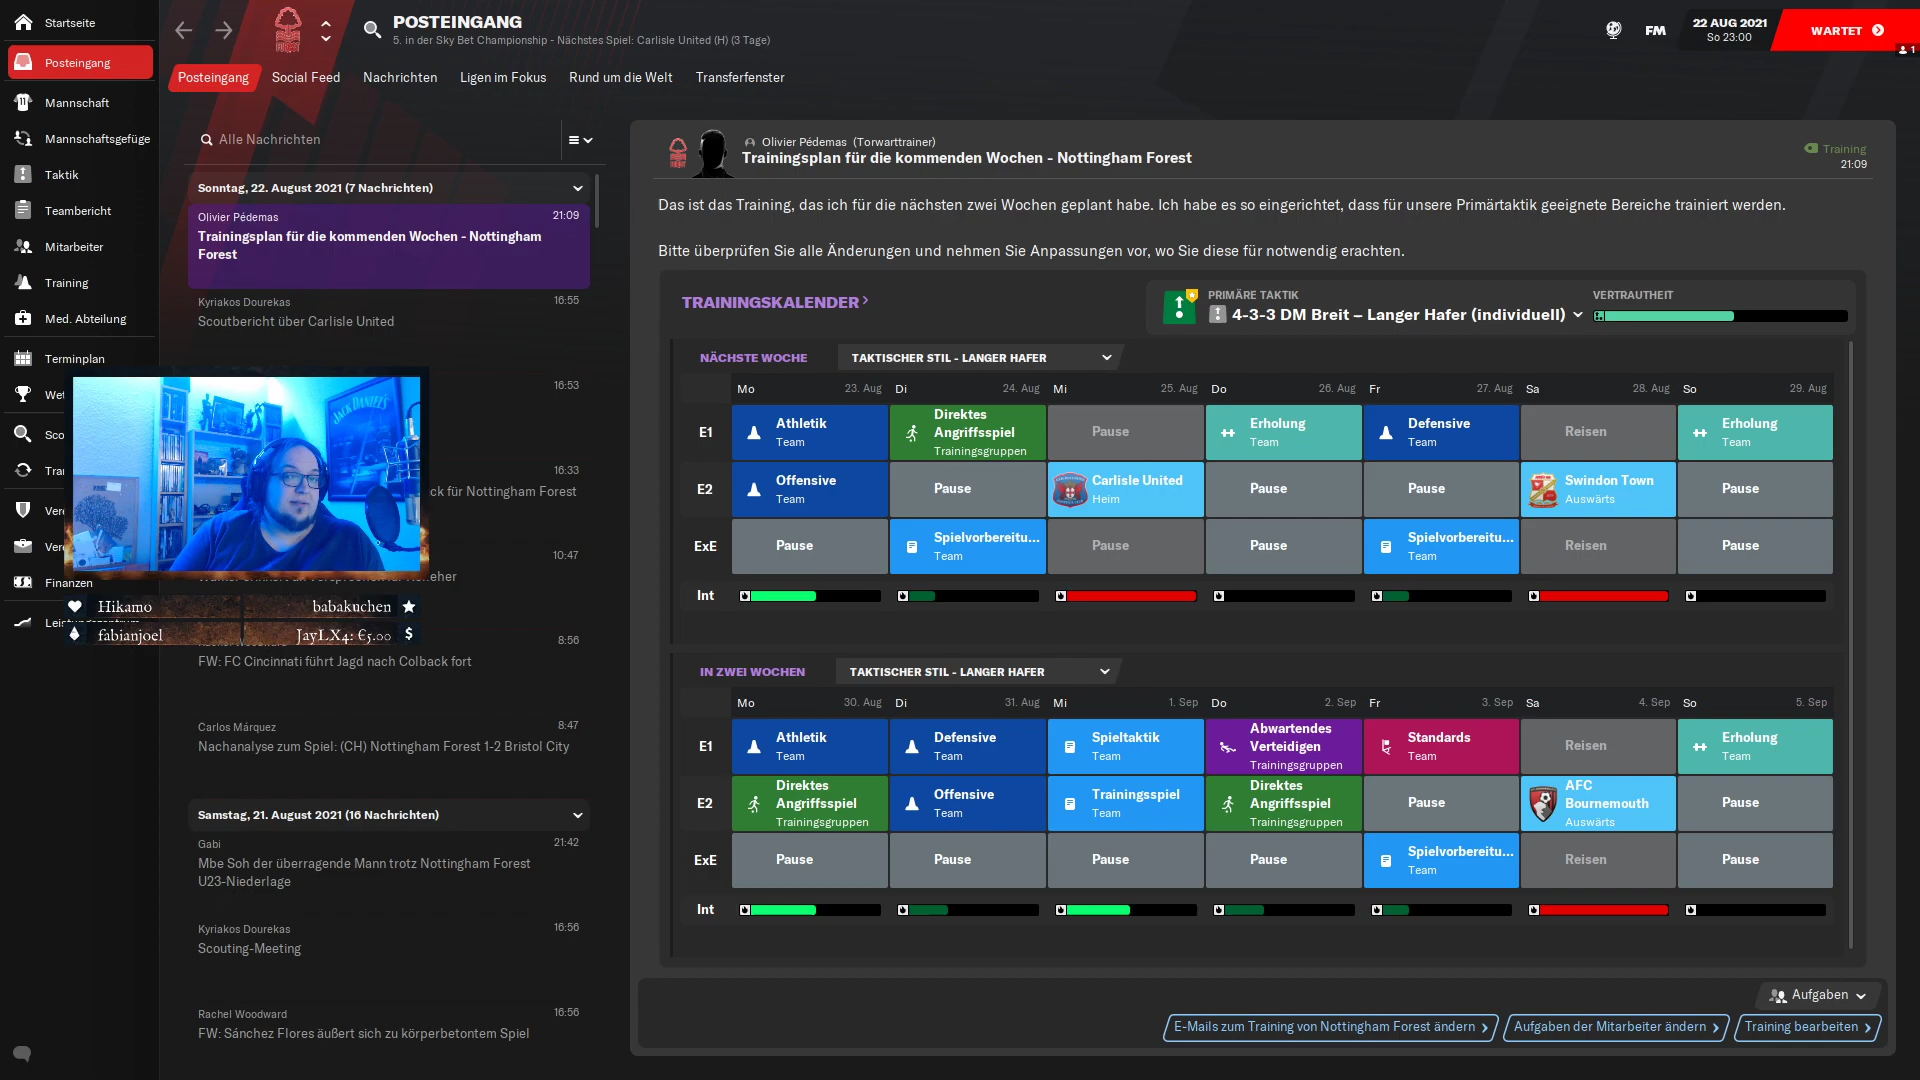 Startseite
Posteingang
Mannschaft
Mannschaftsgefüge
Taktik
Teambericht
Mitarbeiter
Training
Med. Abteilung
Terminplan
Finanzen
POSTEINGANG
5. in der Sky Bet Championship - Nächstes Spiel: Carlisle United (H) (3 Tage)
FM
22 AUG 2021
So 23:00
WARTET
1
Posteingang Social Feed Nachrichten Ligen im Fokus Rund um die Welt Transferfenster
Alle Nachrichten
Sonntag, 22. August 2021 (7 Nachrichten)
Olivier Pédemas 21:09
Trainingsplan für die kommenden Wochen - Nottingham
Forest
Kyriakos Dourekas 16:55
Scoutbericht über Carlisle United
16:53
16:33
ck für Nottingham Forest
10:47
8:56
FW: FC Cincinnati führt Jagd nach Colback fort
Carlos Márquez 8:47
Nachanalyse zum Spiel: (CH) Nottingham Forest 1-2 Bristol City
Samstag, 21. August 2021 (16 Nachrichten)
Gabi 21:42
Mbe Soh der überragende Mann trotz Nottingham Forest
U23-Niederlage
Kyriakos Dourekas 16:56
Scouting-Meeting
Rachel Woodward 16:56
FW: Sánchez Flores äußert sich zu körperbetontem Spiel
JACK DANIEL'S
Hikamo babakuchen
fabianjoel JayLX4: €5.00
Olivier Pédemas (Torwarttrainer)
Trainingsplan für die kommenden Wochen - Nottingham Forest
Training
21:09
Das ist das Training, das ich für die nächsten zwei Wochen geplant habe. Ich habe es so eingerichtet, dass für unsere Primärtaktik geeignete Bereiche trainiert werden.
Bitte überprüfen Sie alle Änderungen und nehmen Sie Anpassungen vor, wo Sie diese für notwendig erachten.
TRAININGSKALENDER
PRIMÄRE TAKTIK
4-3-3 DM Breit – Langer Hafer (individuell)
VERTRAUTHEIT
NÄCHSTE WOCHE TAKTISCHER STIL - LANGER HAFER
Mo 23. Aug Di 24. Aug Mi 25. Aug Do 26. Aug Fr 27. Aug Sa 28. Aug So 29. Aug
E1 Athletik Team Direktes Angriffsspiel Trainingsgruppen Pause Erholung Team Defensive Team Reisen Erholung Team
E2 Offensive Team Pause Carlisle United Heim Pause Pause Swindon Town Auswärts Pause
ExE Pause Spielvorbereitu... Team Pause Pause Spielvorbereitu... Team Reisen Pause
Int
IN ZWEI WOCHEN TAKTISCHER STIL - LANGER HAFER
Mo 30. Aug Di 31. Aug Mi 1. Sep Do 2. Sep Fr 3. Sep Sa 4. Sep So 5. Sep
E1 Athletik Team Defensive Team Spieltaktik Team Abwartendes Verteidigen Trainingsgruppen Standards Team Reisen Erholung Team
E2 Direktes Angriffsspiel Trainingsgruppen Offensive Team Trainingsspiel Team Direktes Angriffsspiel Trainingsgruppen Pause AFC Bournemouth Auswärts Pause
ExE Pause Pause Pause Pause Spielvorbereitu... Team Reisen Pause
Int
Aufgaben
E-Mails zum Training von Nottingham Forest ändern
Aufgaben der Mitarbeiter ändern
Training bearbeiten